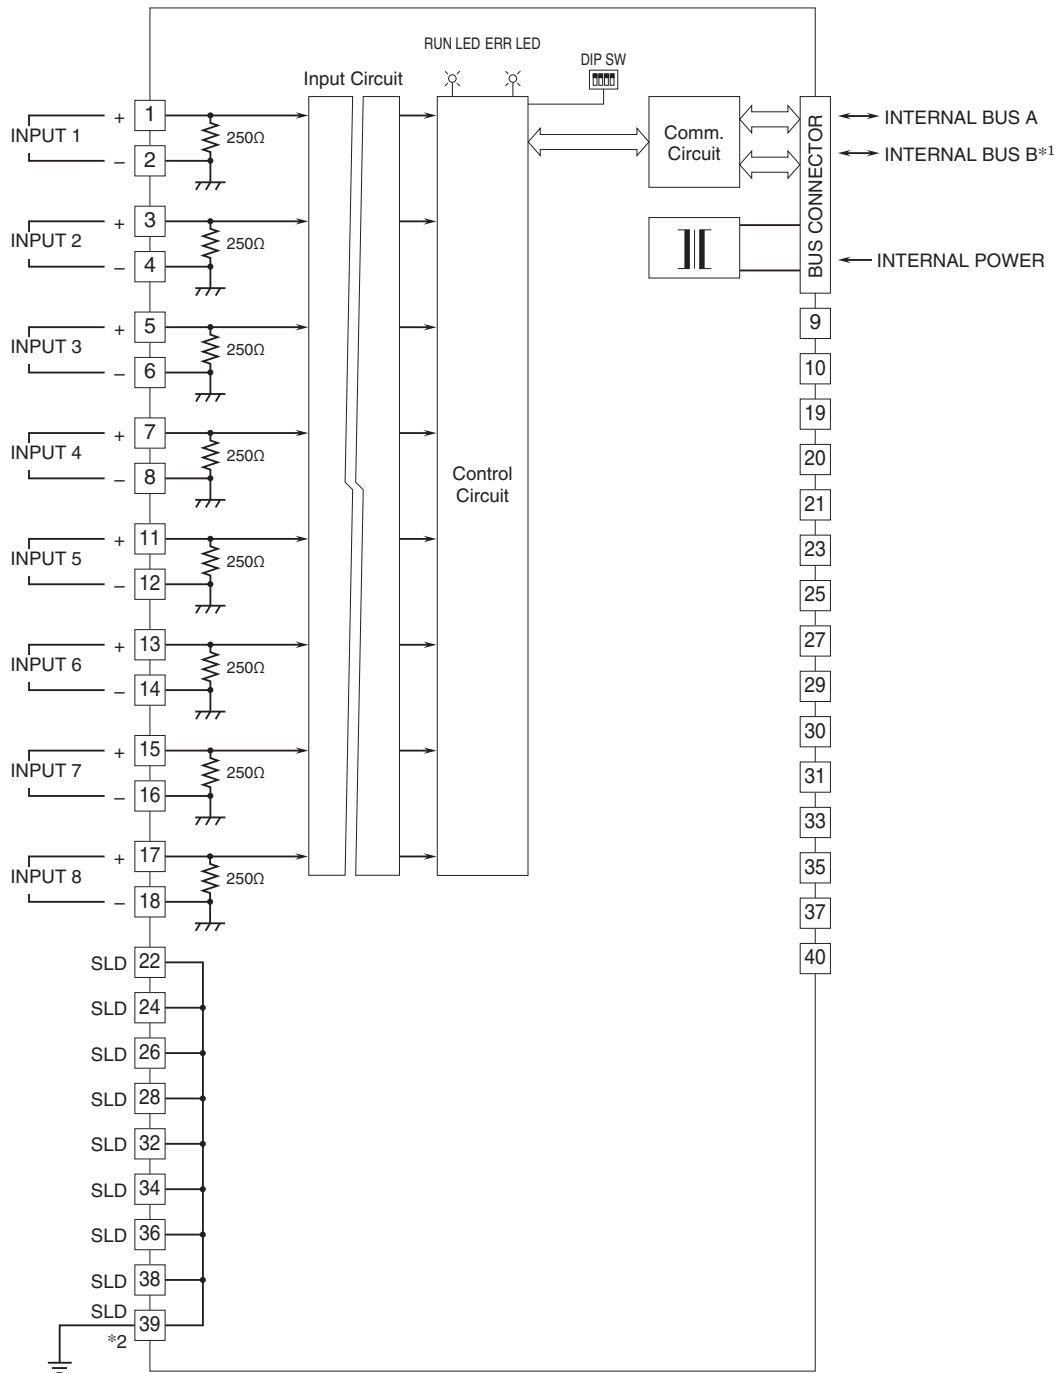 RUN LED ERR LED
DIP SW
Input Circuit
INPUT 1
+ 1
250Ω
– 2
INPUT 2
+ 3
250Ω
– 4
INPUT 3
+ 5
250Ω
– 6
INPUT 4
+ 7
250Ω
– 8
INPUT 5
+ 11
250Ω
– 12
INPUT 6
+ 13
250Ω
– 14
INPUT 7
+ 15
250Ω
– 16
INPUT 8
+ 17
250Ω
– 18
SLD 22
SLD 24
SLD 26
SLD 28
SLD 32
SLD 34
SLD 36
SLD 38
SLD
*2
39
Control
Circuit
Comm.
Circuit
BUS CONNECTOR
INTERNAL BUS A
INTERNAL BUS B*1
INTERNAL POWER
9
10
19
20
21
23
25
27
29
30
31
33
35
37
40